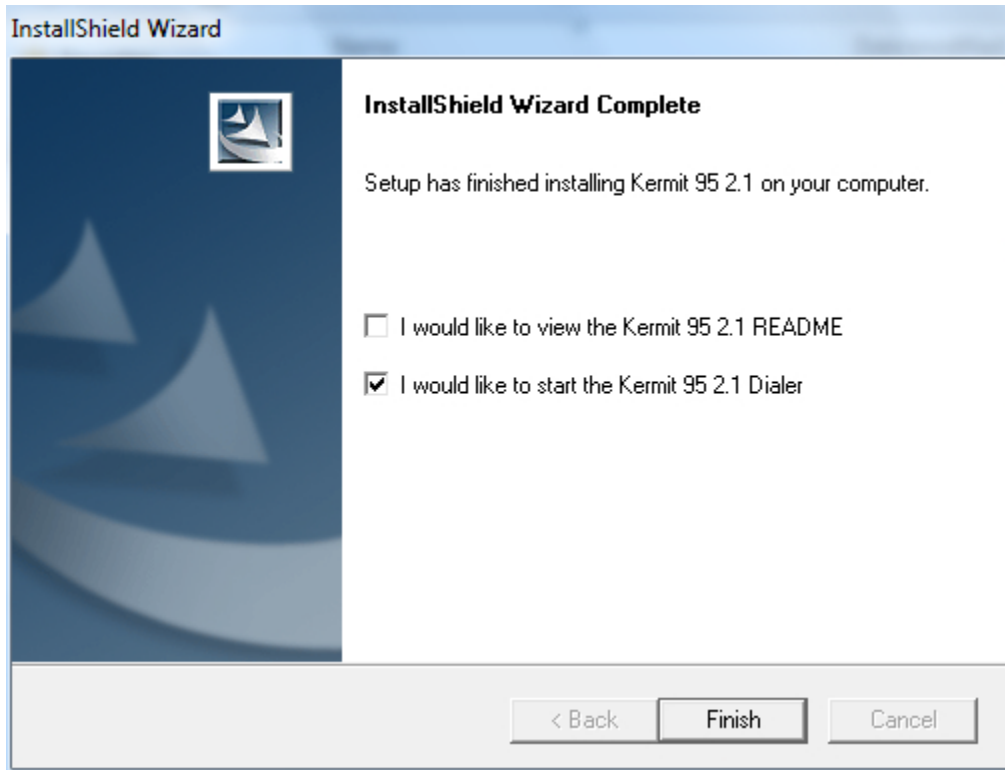 InstallShield Wizard
InstallShield Wizard Complete
Setup has finished installing Kermit 95 2.1 on your computer.
I would like to view the Kermit 95 2.1 README
I would like to start the Kermit 95 2.1 Dialer
< Back
Finish
Cancel